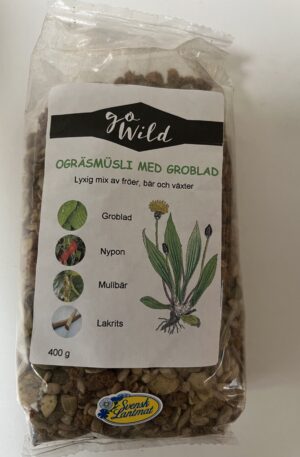 go
Wild
OGRÄSMÜSLI MED GROBLAD
Lyxig mix av fröer, bär och växter
Groblad
Nypon
Mullbär
Lakrits
400 g
Svensk
Lantmat